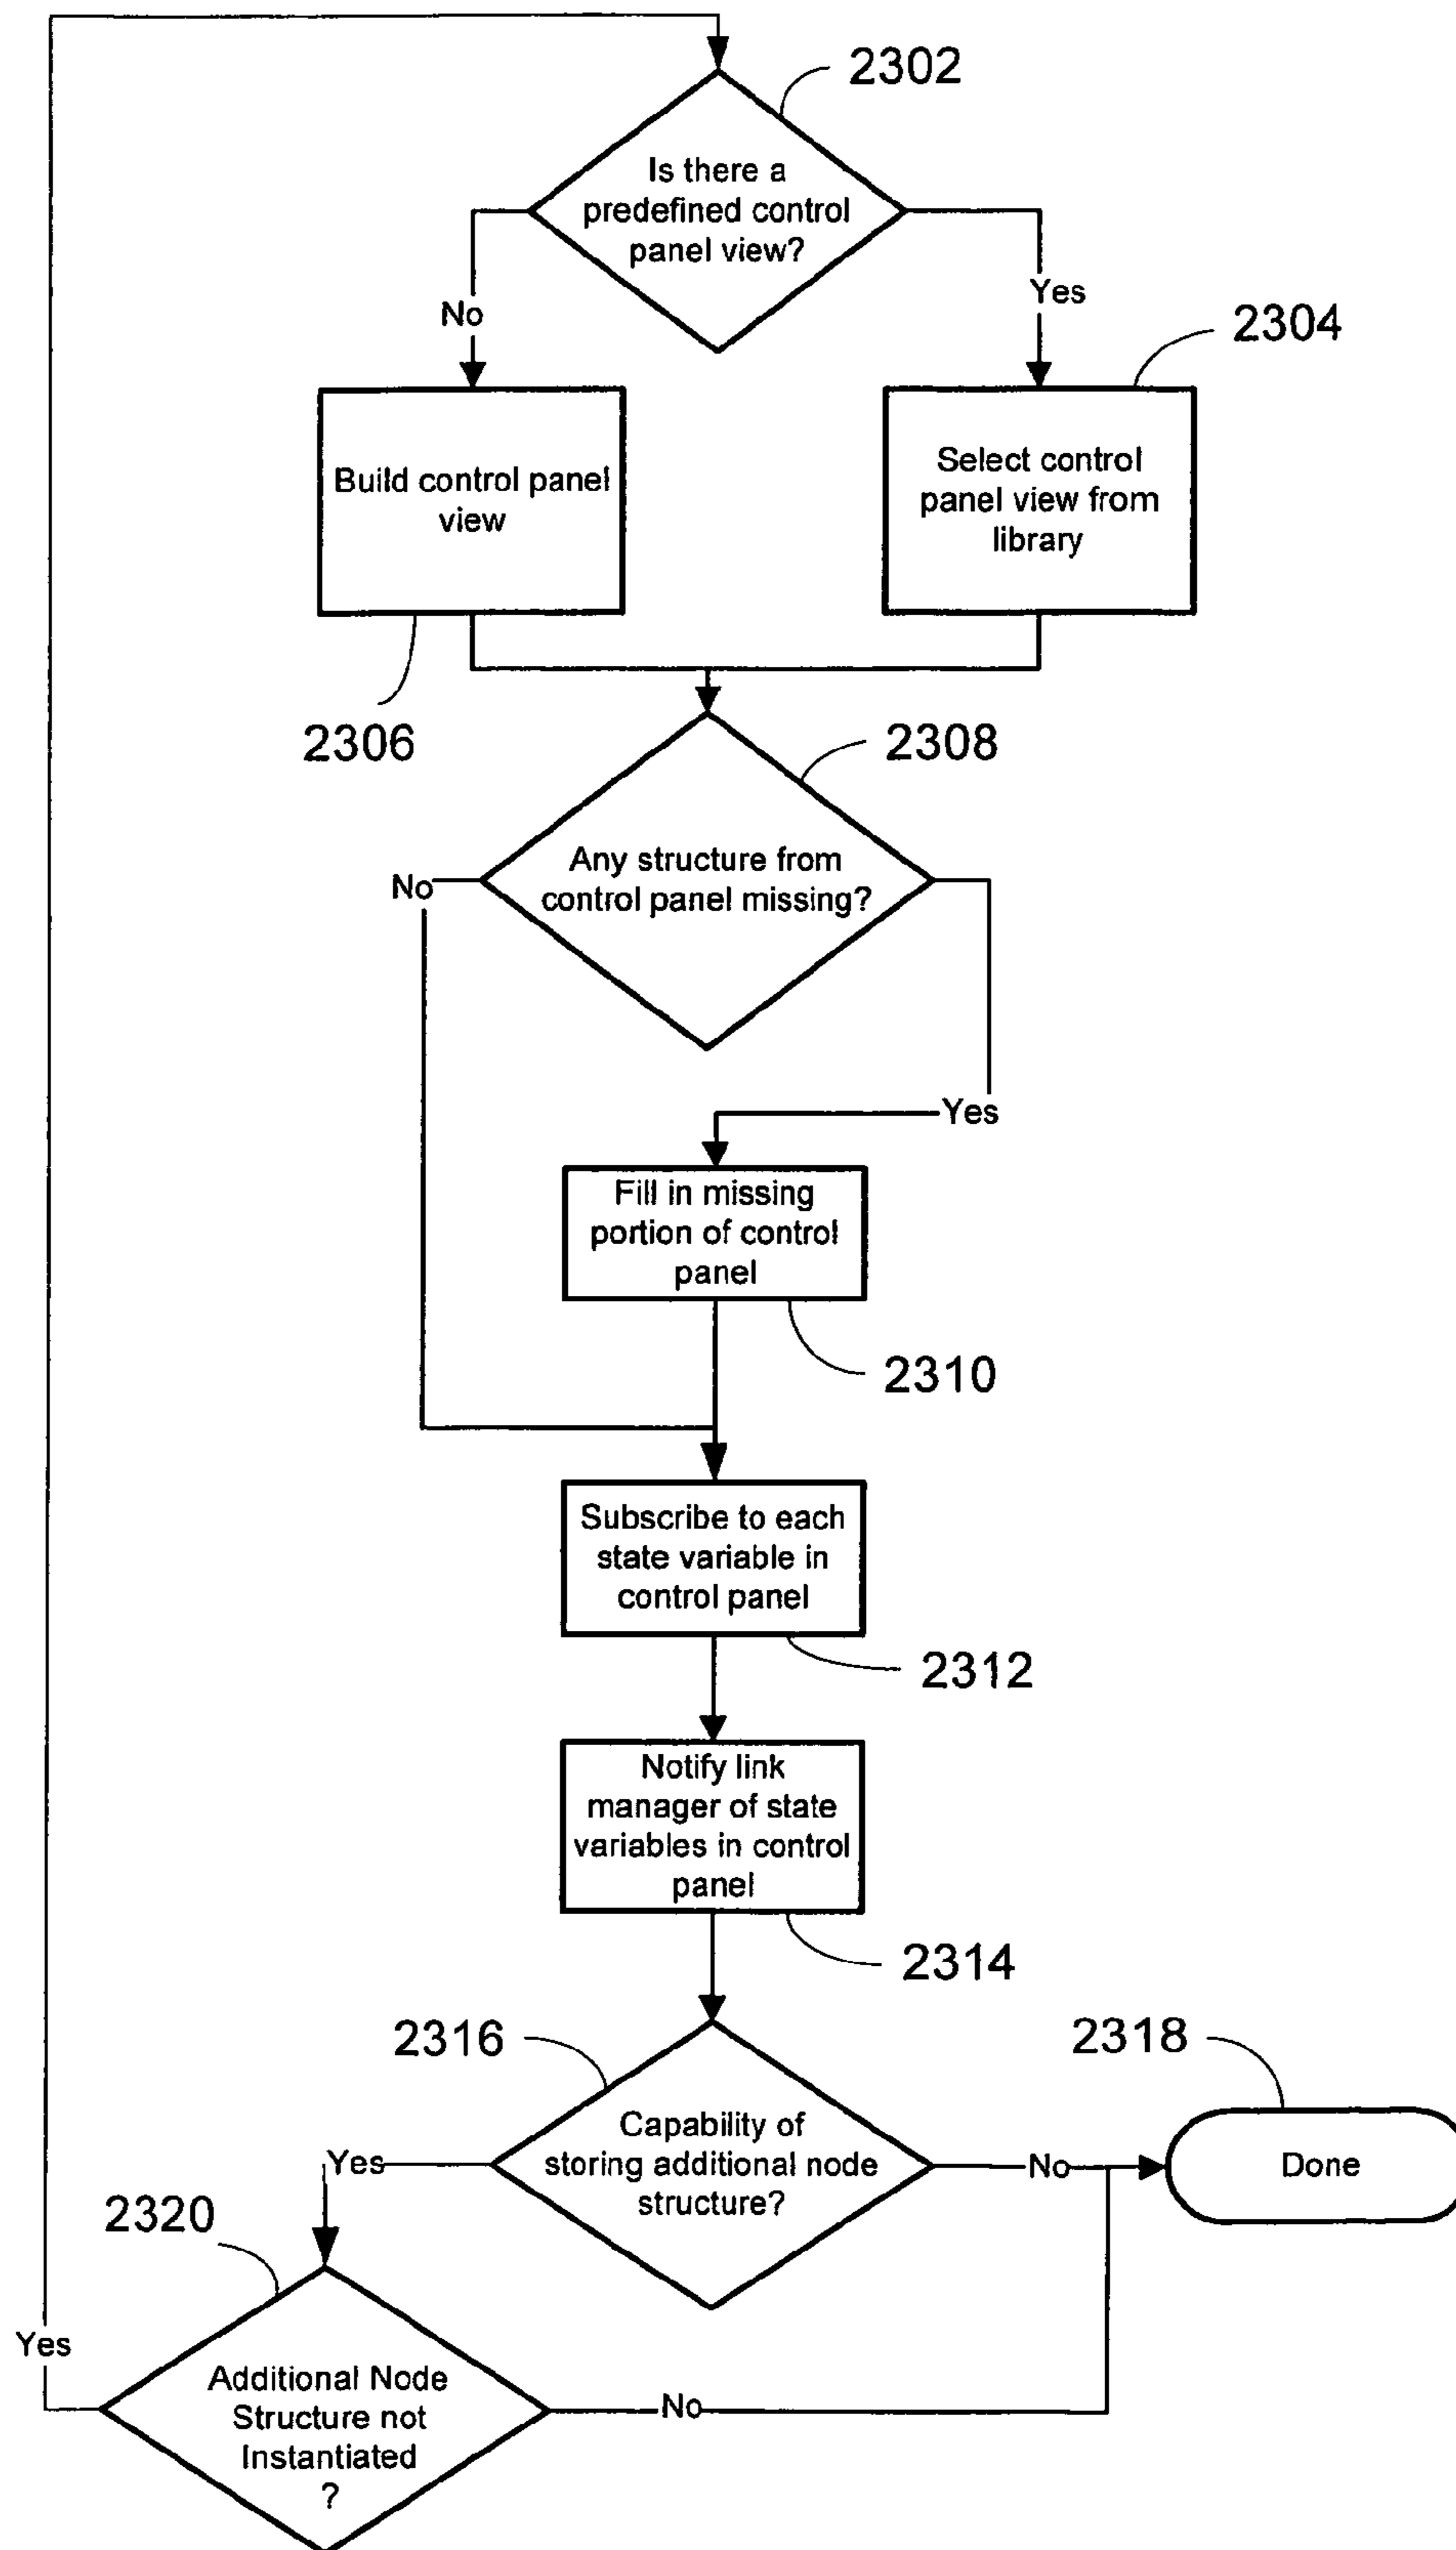 2302
Is there a
predefined control
panel view?
No
Yes
2304
Build control panel
view
Select control
panel view from
library
2306
2308
Any structure from
control panel missing?
No
Yes
Fill in missing
portion of control
panel
2310
Subscribe to each
state variable in
control panel
2312
Notify link
manager of state
variables in control
panel
2314
2316
2318
Capability of
storing additional node
structure?
Yes
No
Done
2320
Yes
Additional Node
Structure not
Instantiated
?
No